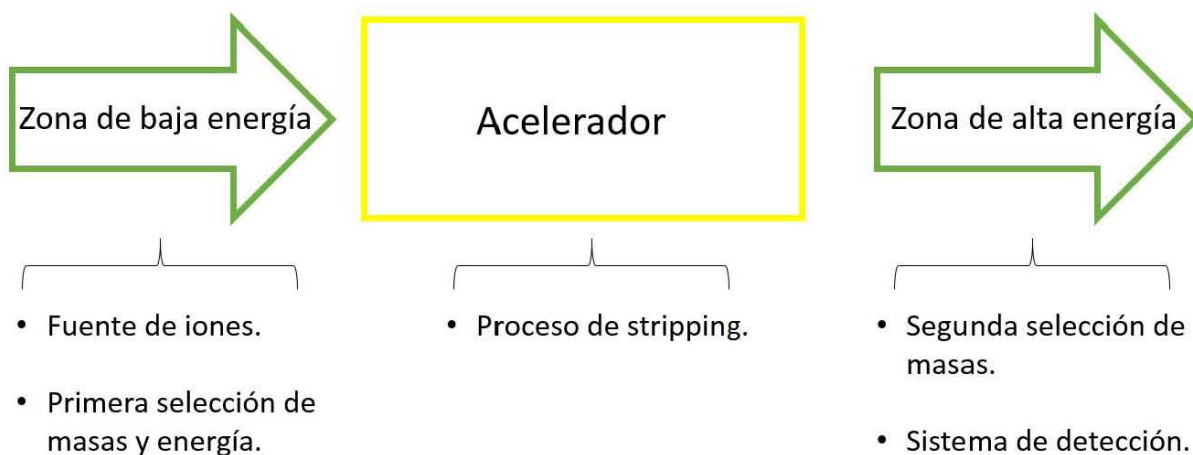 Zona de baja energía
Acelerador
Zona de alta energía
• Fuente de iones.
• Primera selección de
masas y energía.
• Proceso de stripping.
• Segunda selección de
masas.
• Sistema de detección.